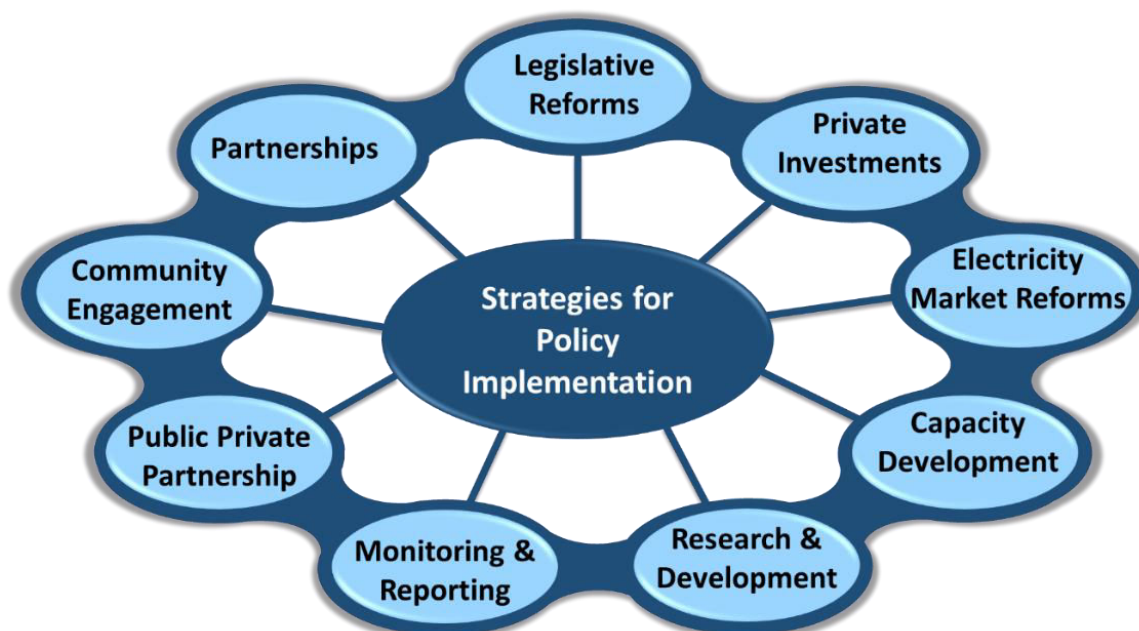 Legislative
Reforms
Private
Investments
Electricity
Market Reforms
Capacity
Development
Research &
Development
Monitoring &
Reporting
Public Private
Partnership
Community
Engagement
Partnerships
Strategies for
Policy
Implementation